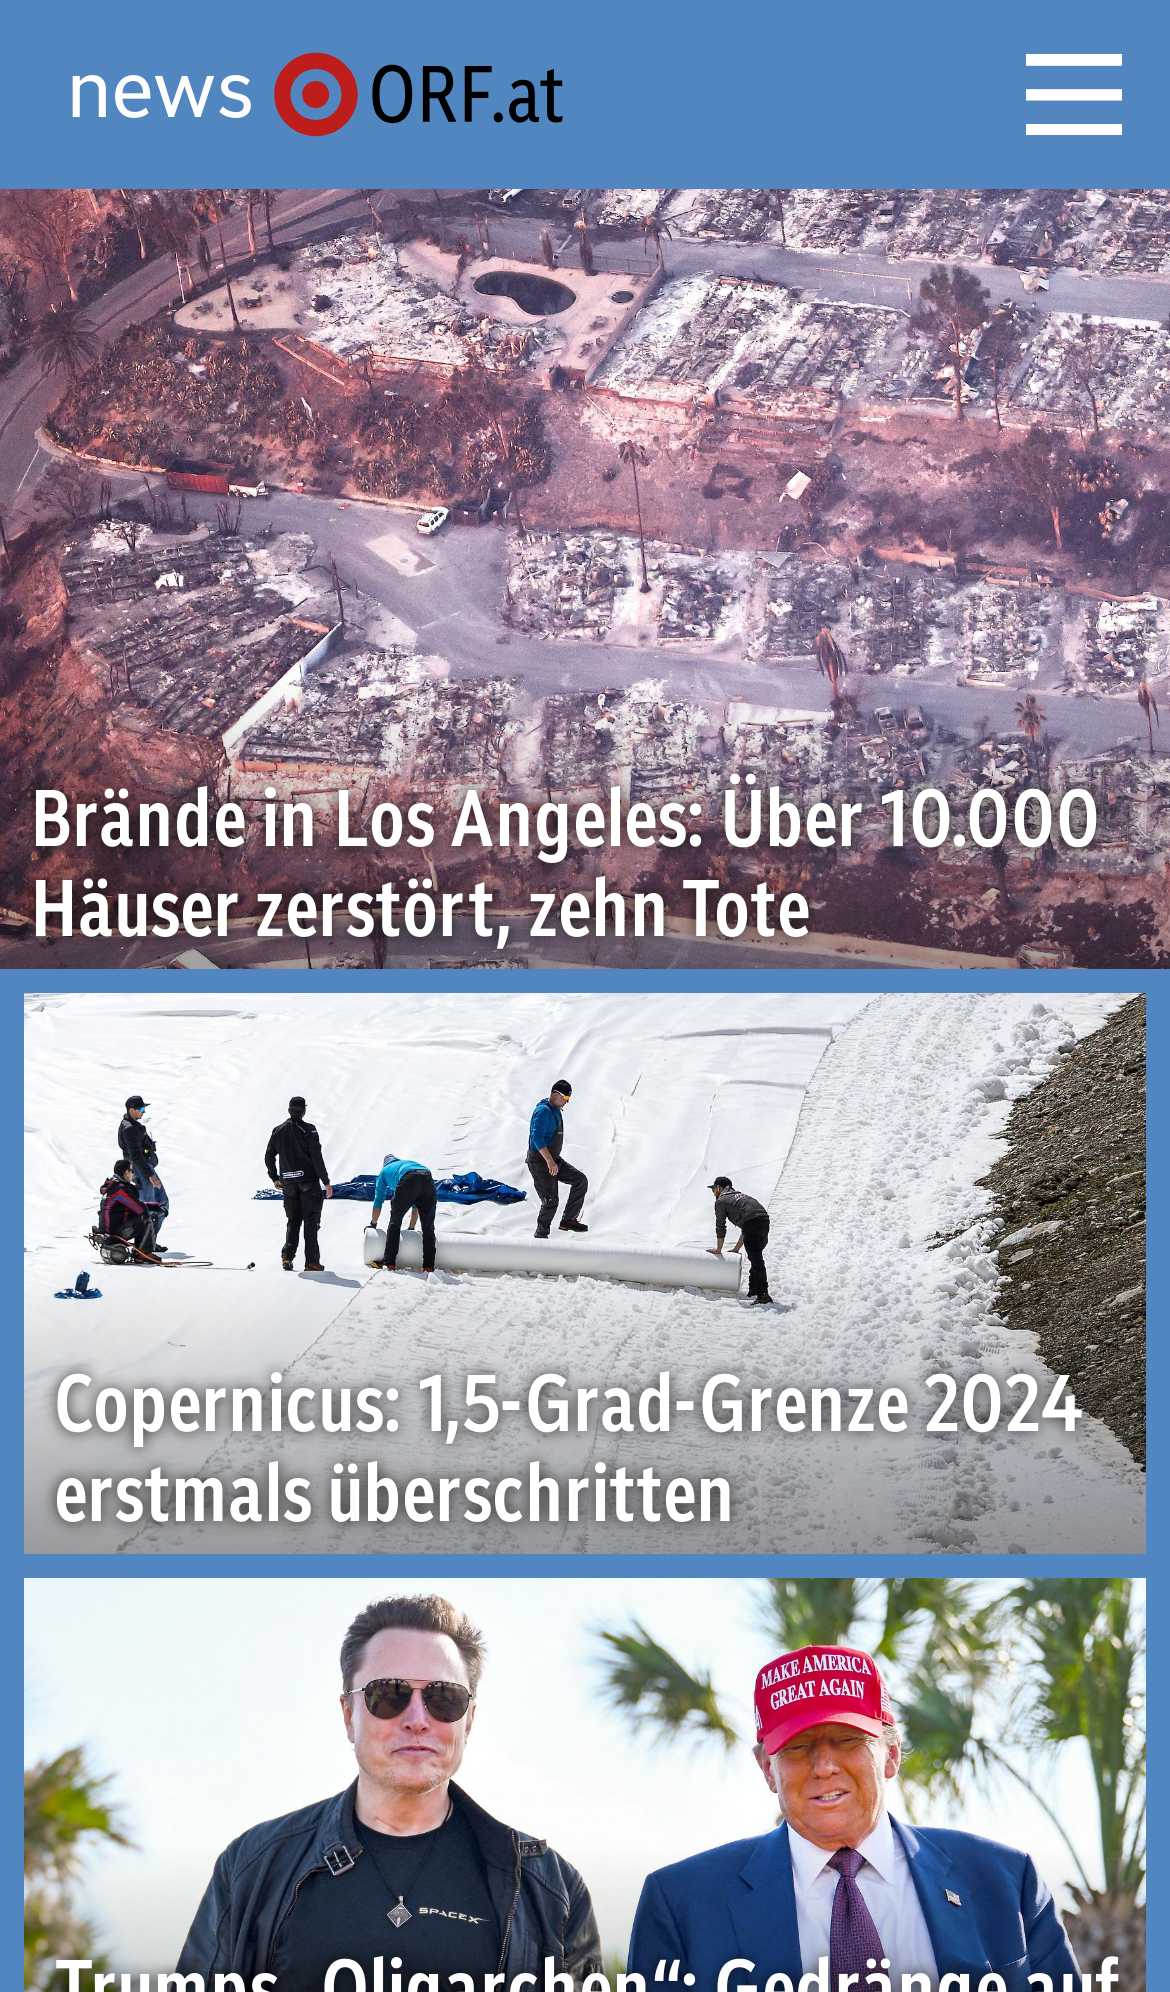 news ORF.at
Brände in Los Angeles: Über 10.000
Häuser zerstört, zehn Tote
Copernicus: 1,5-Grad-Grenze 2024
erstmals überschritten
MAKE AMERICA
GREAT AGAIN
SPACEX
Trumps „Oligarchen“: Gedränge auf